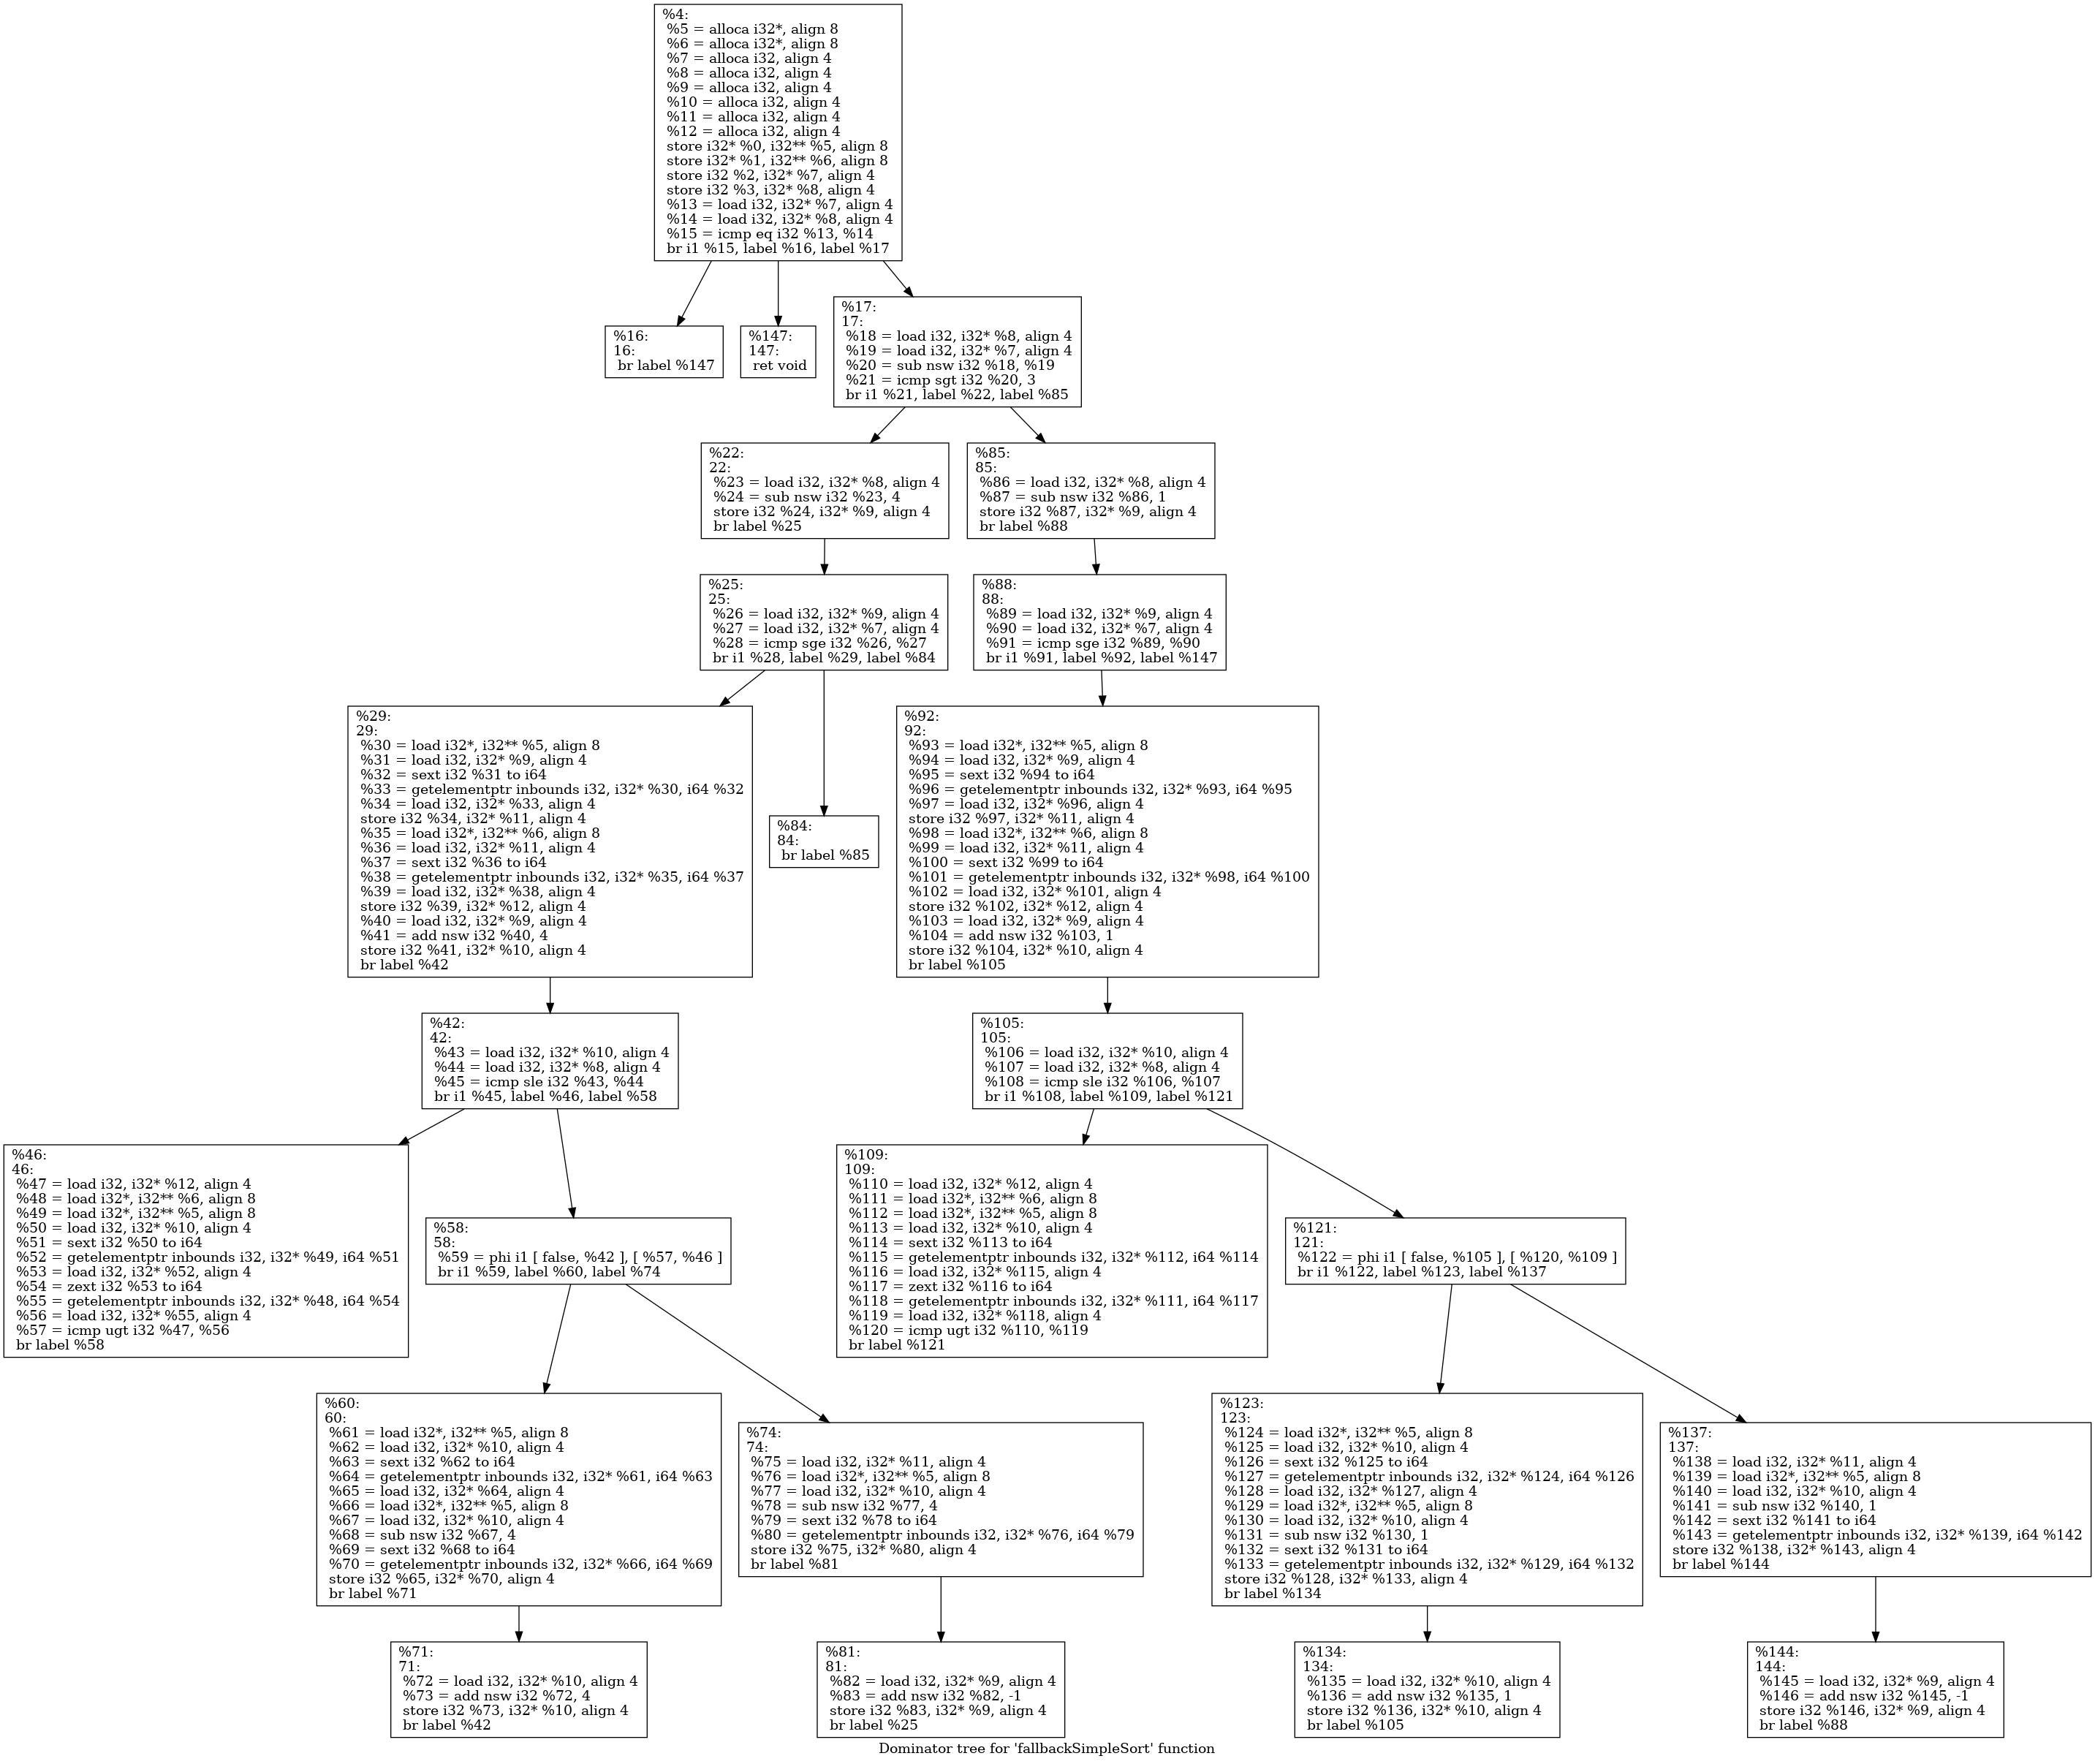 %4:
%5 = alloca i32*, align 8
%6 = alloca i32*, align 8
%7 = alloca i32, align 4
%8 = alloca i32, align 4
%9 = alloca i32, align 4
%10 = alloca i32, align 4
%11 = alloca i32, align 4
%12 = alloca i32, align 4
store i32* %0, i32** %5, align 8
store i32* %1, i32** %6, align 8
store i32 %2, i32* %7, align 4
store i32 %3, i32* %8, align 4
%13 = load i32, i32* %7, align 4
%14 = load i32, i32* %8, align 4
%15 = icmp eq i32 %13, %14
br i1 %15, label %16, label %17
%16:
16:
br label %147
%147:
147:
ret void
%17:
17:
%18 = load i32, i32* %8, align 4
%19 = load i32, i32* %7, align 4
%20 = sub nsw i32 %18, %19
%21 = icmp sgt i32 %20, 3
br i1 %21, label %22, label %85
%22:
22:
%23 = load i32, i32* %8, align 4
%24 = sub nsw i32 %23, 4
store i32 %24, i32* %9, align 4
br label %25
%85:
85:
%86 = load i32, i32* %8, align 4
%87 = sub nsw i32 %86, 1
store i32 %87, i32* %9, align 4
br label %88
%25:
25:
%26 = load i32, i32* %9, align 4
%27 = load i32, i32* %7, align 4
%28 = icmp sge i32 %26, %27
br i1 %28, label %29, label %84
%88:
88:
%89 = load i32, i32* %9, align 4
%90 = load i32, i32* %7, align 4
%91 = icmp sge i32 %89, %90
br i1 %91, label %92, label %147
%29:
29:
%30 = load i32*, i32** %5, align 8
%31 = load i32, i32* %9, align 4
%32 = sext i32 %31 to i64
%33 = getelementptr inbounds i32, i32* %30, i64 %32
%34 = load i32, i32* %33, align 4
store i32 %34, i32* %11, align 4
%35 = load i32*, i32** %6, align 8
%36 = load i32, i32* %11, align 4
%37 = sext i32 %36 to i64
%38 = getelementptr inbounds i32, i32* %35, i64 %37
%39 = load i32, i32* %38, align 4
store i32 %39, i32* %12, align 4
%40 = load i32, i32* %9, align 4
%41 = add nsw i32 %40, 4
store i32 %41, i32* %10, align 4
br label %42
%84:
84:
br label %85
%92:
92:
%93 = load i32*, i32** %5, align 8
%94 = load i32, i32* %9, align 4
%95 = sext i32 %94 to i64
%96 = getelementptr inbounds i32, i32* %93, i64 %95
%97 = load i32, i32* %96, align 4
store i32 %97, i32* %11, align 4
%98 = load i32*, i32** %6, align 8
%99 = load i32, i32* %11, align 4
%100 = sext i32 %99 to i64
%101 = getelementptr inbounds i32, i32* %98, i64 %100
%102 = load i32, i32* %101, align 4
store i32 %102, i32* %12, align 4
%103 = load i32, i32* %9, align 4
%104 = add nsw i32 %103, 1
store i32 %104, i32* %10, align 4
br label %105
%42:
42:
%43 = load i32, i32* %10, align 4
%44 = load i32, i32* %8, align 4
%45 = icmp sle i32 %43, %44
br i1 %45, label %46, label %58
%105:
105:
%106 = load i32, i32* %10, align 4
%107 = load i32, i32* %8, align 4
%108 = icmp sle i32 %106, %107
br i1 %108, label %109, label %121
%46:
46:
%47 = load i32, i32* %12, align 4
%48 = load i32*, i32** %6, align 8
%49 = load i32*, i32** %5, align 8
%50 = load i32, i32* %10, align 4
%51 = sext i32 %50 to i64
%52 = getelementptr inbounds i32, i32* %49, i64 %51
%53 = load i32, i32* %52, align 4
%54 = zext i32 %53 to i64
%55 = getelementptr inbounds i32, i32* %48, i64 %54
%56 = load i32, i32* %55, align 4
%57 = icmp ugt i32 %47, %56
br label %58
%58:
58:
%59 = phi i1 [ false, %42 ], [ %57, %46 ]
br i1 %59, label %60, label %74
%109:
109:
%110 = load i32, i32* %12, align 4
%111 = load i32*, i32** %6, align 8
%112 = load i32*, i32** %5, align 8
%113 = load i32, i32* %10, align 4
%114 = sext i32 %113 to i64
%115 = getelementptr inbounds i32, i32* %112, i64 %114
%116 = load i32, i32* %115, align 4
%117 = zext i32 %116 to i64
%118 = getelementptr inbounds i32, i32* %111, i64 %117
%119 = load i32, i32* %118, align 4
%120 = icmp ugt i32 %110, %119
br label %121
%121:
121:
%122 = phi i1 [ false, %105 ], [ %120, %109 ]
br i1 %122, label %123, label %137
%60:
60:
%61 = load i32*, i32** %5, align 8
%62 = load i32, i32* %10, align 4
%63 = sext i32 %62 to i64
%64 = getelementptr inbounds i32, i32* %61, i64 %63
%65 = load i32, i32* %64, align 4
%66 = load i32*, i32** %5, align 8
%67 = load i32, i32* %10, align 4
%68 = sub nsw i32 %67, 4
%69 = sext i32 %68 to i64
%70 = getelementptr inbounds i32, i32* %66, i64 %69
store i32 %65, i32* %70, align 4
br label %71
%74:
74:
%75 = load i32, i32* %11, align 4
%76 = load i32*, i32** %5, align 8
%77 = load i32, i32* %10, align 4
%78 = sub nsw i32 %77, 4
%79 = sext i32 %78 to i64
%80 = getelementptr inbounds i32, i32* %76, i64 %79
store i32 %75, i32* %80, align 4
br label %81
%123:
123:
%124 = load i32*, i32** %5, align 8
%125 = load i32, i32* %10, align 4
%126 = sext i32 %125 to i64
%127 = getelementptr inbounds i32, i32* %124, i64 %126
%128 = load i32, i32* %127, align 4
%129 = load i32*, i32** %5, align 8
%130 = load i32, i32* %10, align 4
%131 = sub nsw i32 %130, 1
%132 = sext i32 %131 to i64
%133 = getelementptr inbounds i32, i32* %129, i64 %132
store i32 %128, i32* %133, align 4
br label %134
%137:
137:
%138 = load i32, i32* %11, align 4
%139 = load i32*, i32** %5, align 8
%140 = load i32, i32* %10, align 4
%141 = sub nsw i32 %140, 1
%142 = sext i32 %141 to i64
%143 = getelementptr inbounds i32, i32* %139, i64 %142
store i32 %138, i32* %143, align 4
br label %144
%71:
71:
%72 = load i32, i32* %10, align 4
%73 = add nsw i32 %72, 4
store i32 %73, i32* %10, align 4
br label %42
%81:
81:
%82 = load i32, i32* %9, align 4
%83 = add nsw i32 %82, -1
store i32 %83, i32* %9, align 4
br label %25
%134:
134:
%135 = load i32, i32* %10, align 4
%136 = add nsw i32 %135, 1
store i32 %136, i32* %10, align 4
br label %105
%144:
144:
%145 = load i32, i32* %9, align 4
%146 = add nsw i32 %145, -1
store i32 %146, i32* %9, align 4
br label %88
Dominator tree for 'fallbackSimpleSort' function